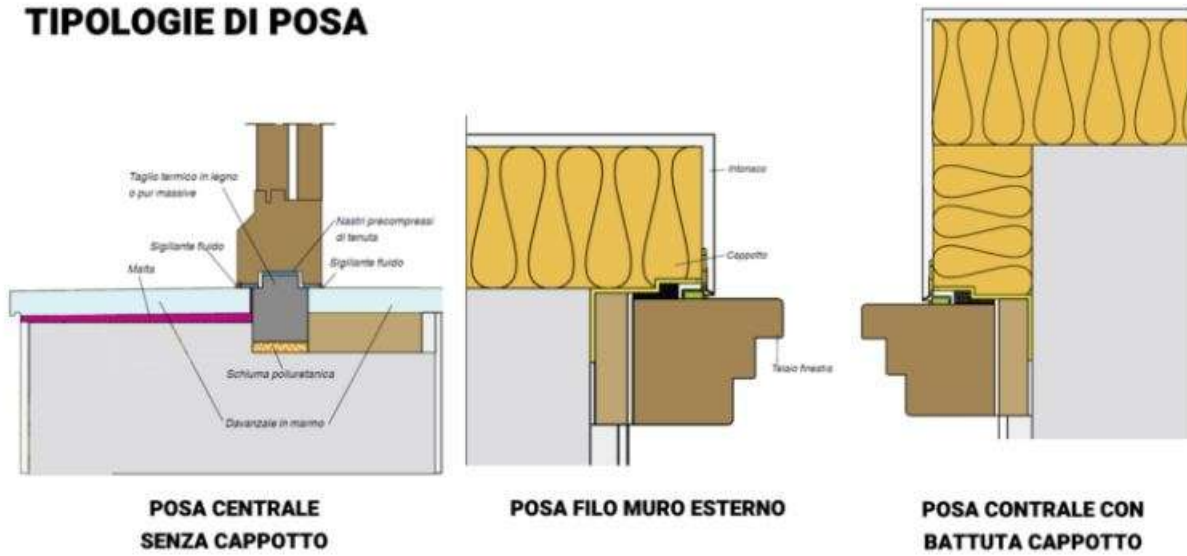 TIPOLOGIE DI POSA
Taglio termico in legno
o pur massive
Nastri precompressi
di tenuta
Sigillante fluido
Sigillante fluido
Malta
Schiuma poliuretanica
Davanzale in marmo
POSA CENTRALE
SENZA CAPPOTTO
Intonaco
Cappotto
Telaio finestra
POSA FILO MURO ESTERNO
POSA CONTRALE CON
BATTUTA CAPPOTTO